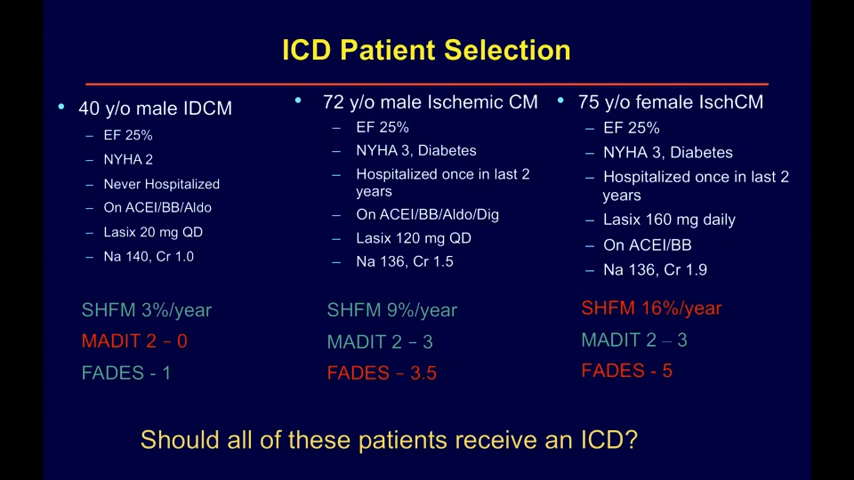 ICD Patient Selection
• 40 y/o male IDCM
– EF 25%
– NYHA 2
– Never Hospitalized
– On ACEI/BB/Aldo
– Lasix 20 mg QD
– Na 140, Cr 1.0
SHFM 3%/year
MADIT 2 – 0
FADES - 1
• 72 y/o male Ischemic CM
– EF 25%
– NYHA 3, Diabetes
– Hospitalized once in last 2
years
– On ACEI/BB/Aldo/Dig
– Lasix 120 mg QD
– Na 136, Cr 1.5
SHFM 9%/year
MADIT 2 – 3
FADES – 3.5
• 75 y/o female IschCM
– EF 25%
– NYHA 3, Diabetes
– Hospitalized once in last 2
years
– Lasix 160 mg daily
– On ACEI/BB
– Na 136, Cr 1.9
SHFM 16%/year
MADIT 2 – 3
FADES - 5
Should all of these patients receive an ICD?